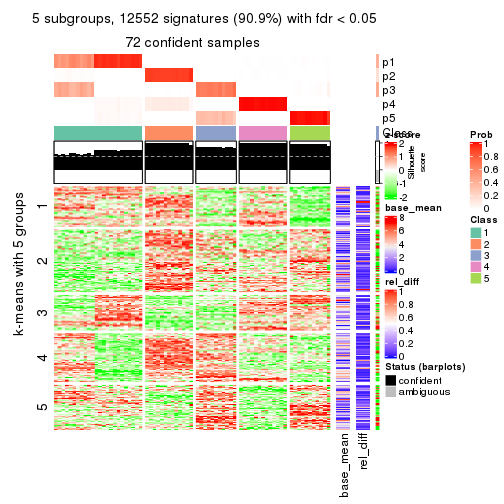 5 subgroups, 12552 signatures (90.9%) with fdr < 0.05
72 confident samples
p1
p2
p3
p4
p5
Class
2
1
0
-1
-2
z-score
Silhouette
score
base_mean
8
6
4
2
0
rel_diff
1
0.8
0.6
0.4
0.2
0
Status (barplots)
confident
ambiguous
Prob
1
0.8
0.6
0.4
0.2
0
Class
1
2
3
4
5
k-means with 5 groups
1
2
3
4
5
base_mean
rel_diff